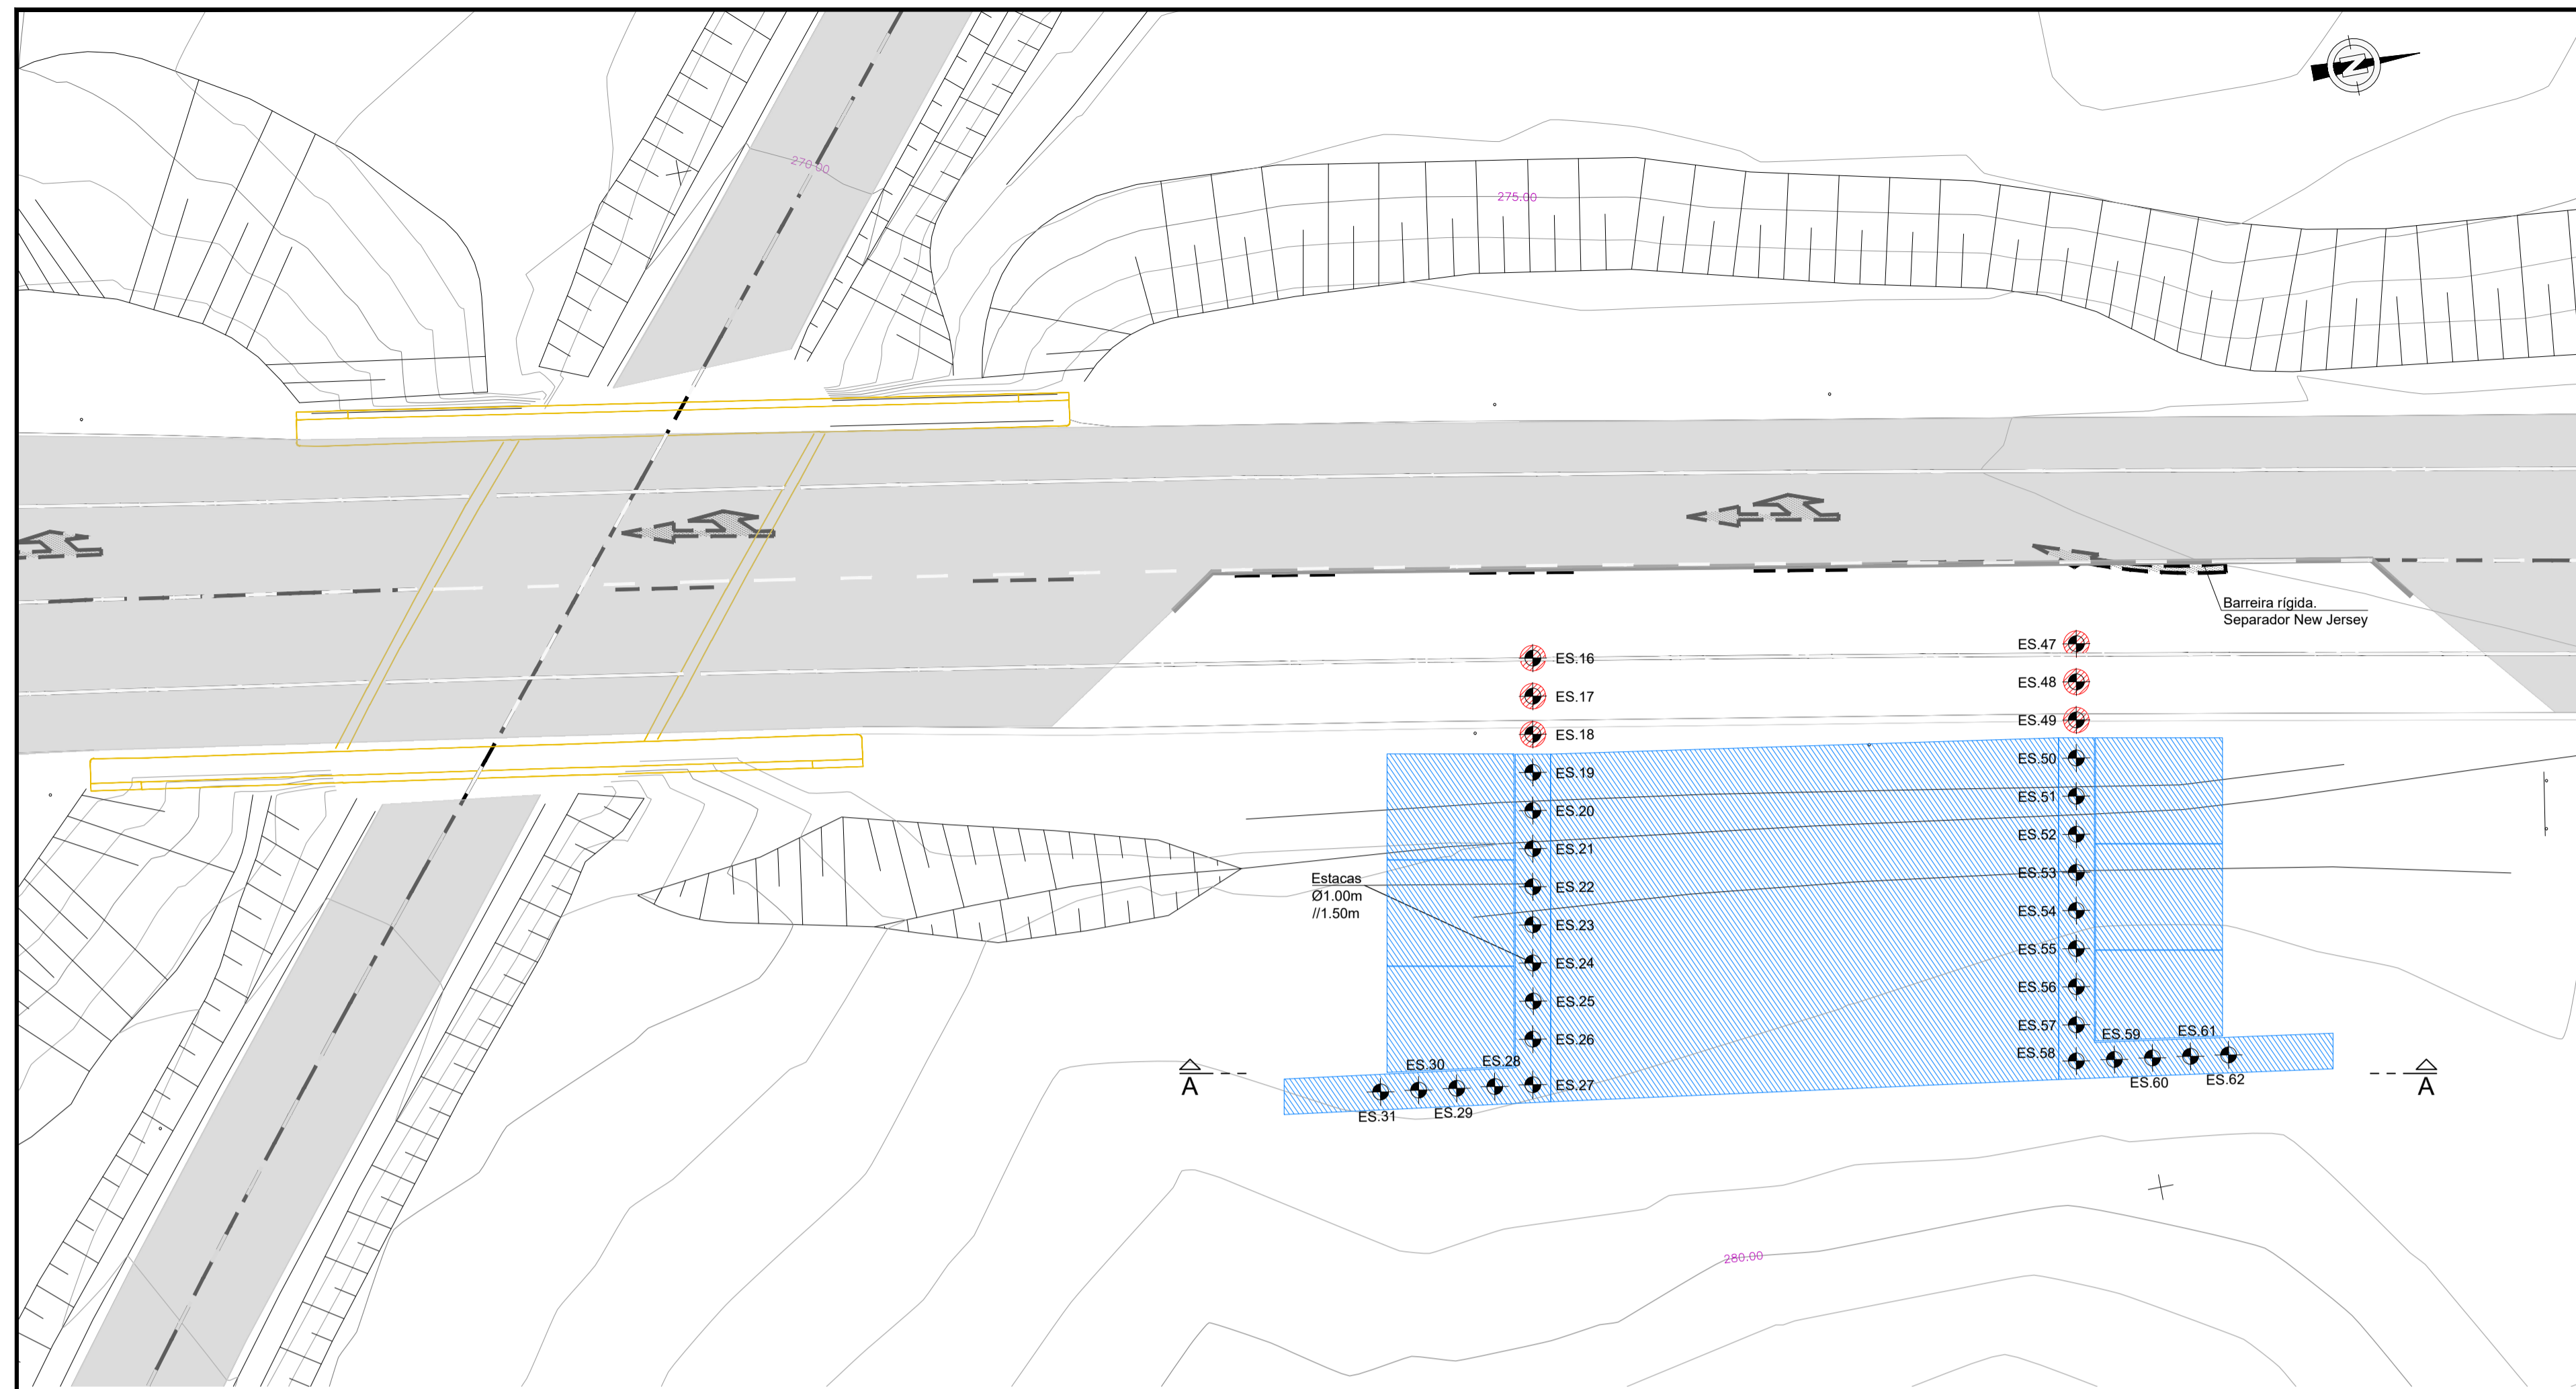 N
270.00
275.00
Barreira rígida.
Separador New Jersey
ES.16
ES.47
ES.17
ES.48
ES.18
ES.49
ES.19
ES.50
ES.20
ES.51
ES.21
ES.52
Estacas
Ø1.00m
//1.50m
ES.22
ES.53
ES.23
ES.54
ES.24
ES.55
ES.25
ES.56
ES.26
ES.57
ES.59
ES.61
ES.58
ES.30
ES.28
ES.27
ES.60
ES.62
A
A
ES.31
ES.29
280.00